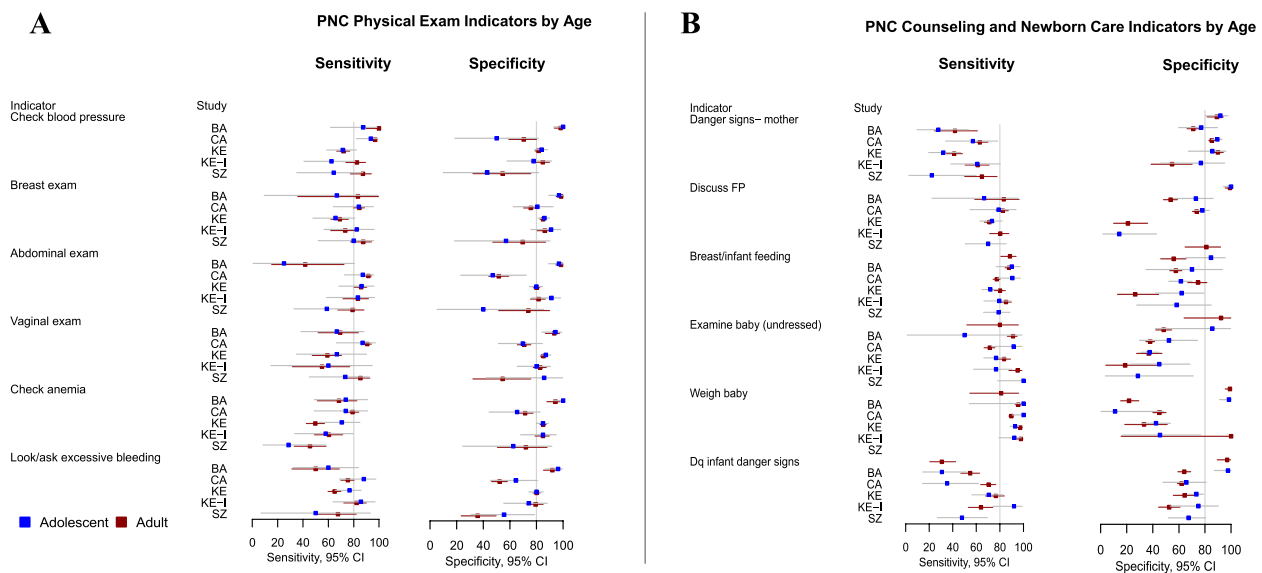 A
PNC Physical Exam Indicators by Age
Sensitivity
Specificity
Indicator
Study
Check blood pressure
BA
CA
KE
KE−I
SZ
Breast exam
BA
CA
KE
KE−I
SZ
Abdominal exam
BA
CA
KE
KE−I
SZ
Vaginal exam
BA
CA
KE
KE−I
SZ
Check anemia
BA
CA
KE
KE−I
SZ
Look/ask excessive bleeding
BA
CA
KE
KE−I
SZ
Adolescent
Adult
0 20 40 60 80 100
Sensitivity, 95% CI
0 20 40 60 80 100
Specificity, 95% CI
B
PNC Counseling and Newborn Care Indicators by Age
Sensitivity
Specificity
Indicator
Study
Danger signs− mother
BA
CA
KE
KE−I
SZ
Discuss FP
BA
CA
KE
KE−I
SZ
Breast/infant feeding
BA
CA
KE
KE−I
SZ
Examine baby (undressed)
BA
CA
KE
KE−I
SZ
Weigh baby
BA
CA
KE
KE−I
SZ
Dq infant danger signs
BA
CA
KE
KE−I
SZ
0 20 40 60 80 100
Sensitivity, 95% CI
0 20 40 60 80 100
Specificity, 95% CI